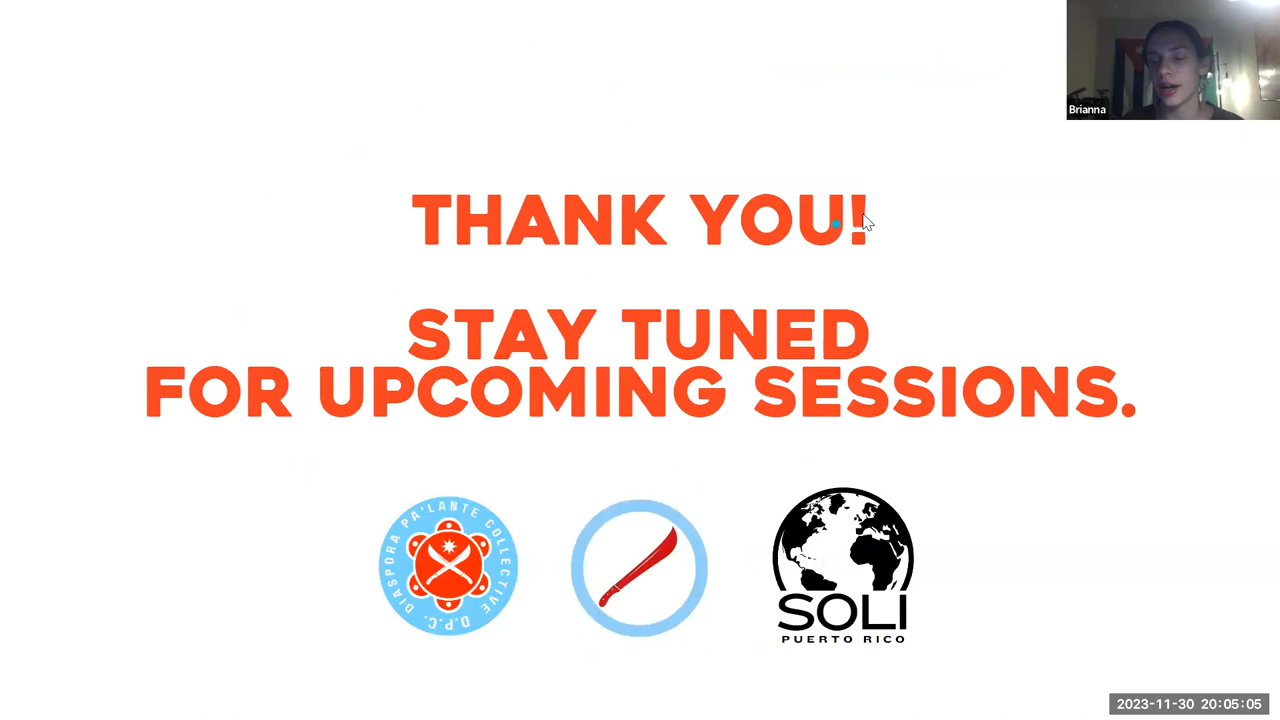 Brianna
THANK YOU!
STAY TUNED
FOR UPCOMING SESSIONS.
DIASPORA PA'LANTE COLLECTIVE D.P.C.
SOLI
PUERTO RICO
2023-11-30 20:05:05